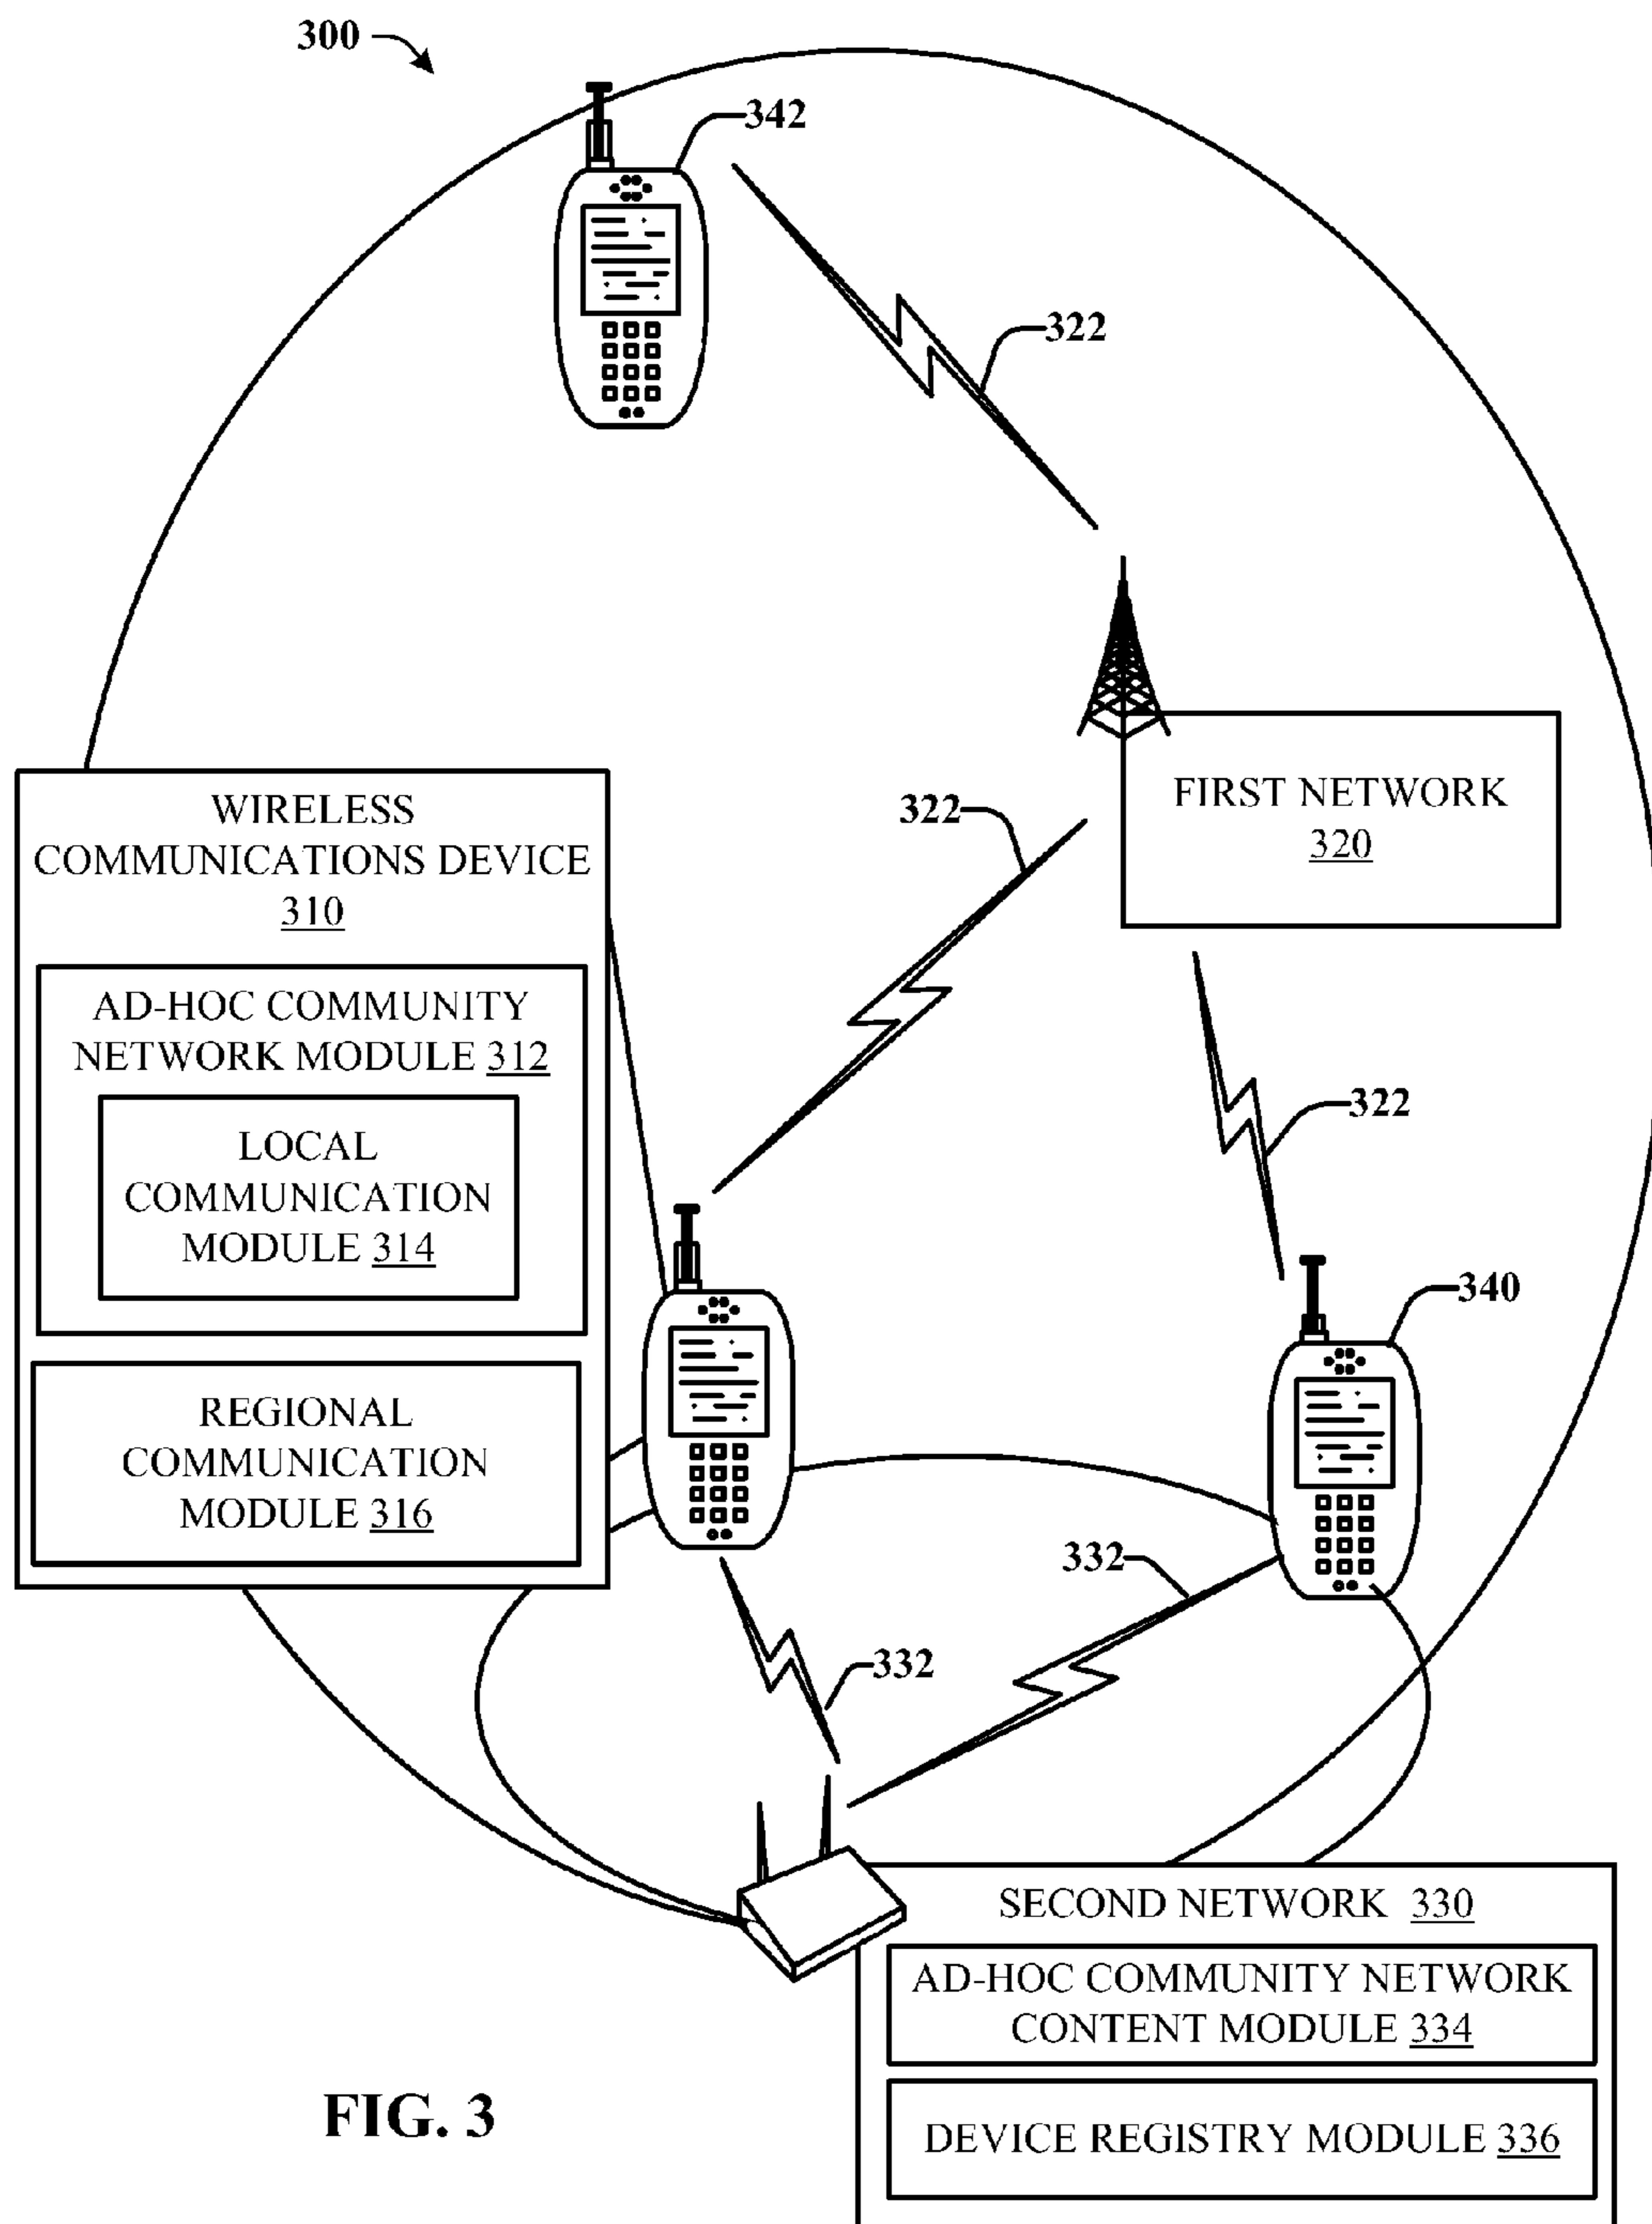 300
342
322
FIRST NETWORK
320
322
WIRELESS
COMMUNICATIONS DEVICE
310
AD-HOC COMMUNITY
NETWORK MODULE 312
LOCAL
COMMUNICATION
MODULE 314
REGIONAL
COMMUNICATION
MODULE 316
322
340
332
332
SECOND NETWORK 330
AD-HOC COMMUNITY NETWORK
CONTENT MODULE 334
DEVICE REGISTRY MODULE 336
FIG. 3